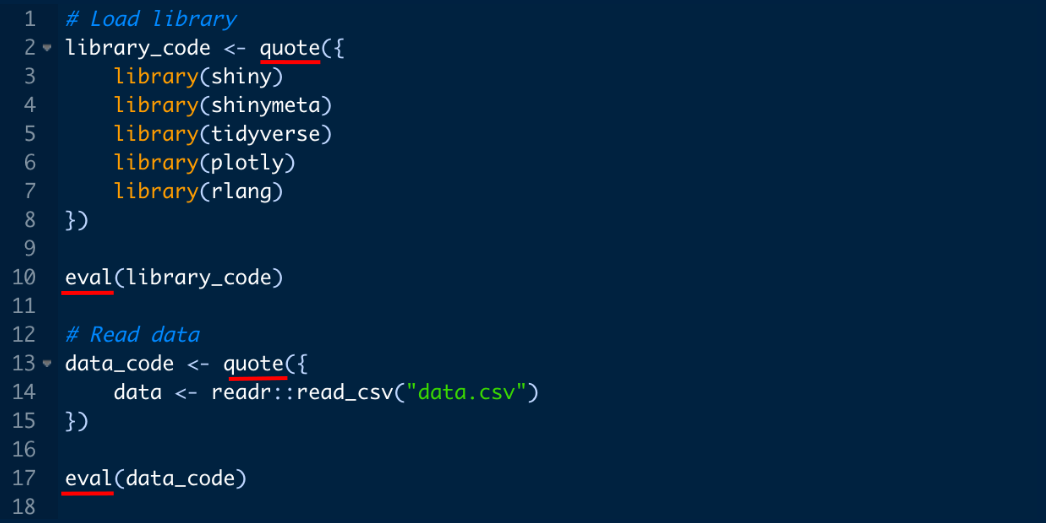 1 # Load library
2 library_code <- quote({
3     library(shiny)
4     library(shinymeta)
5     library(tidyverse)
6     library(plotly)
7     library(rlang)
8 })
9
10 eval(library_code)
11
12 # Read data
13 data_code <- quote({
14     data <- readr::read_csv("data.csv")
15 })
16
17 eval(data_code)
18